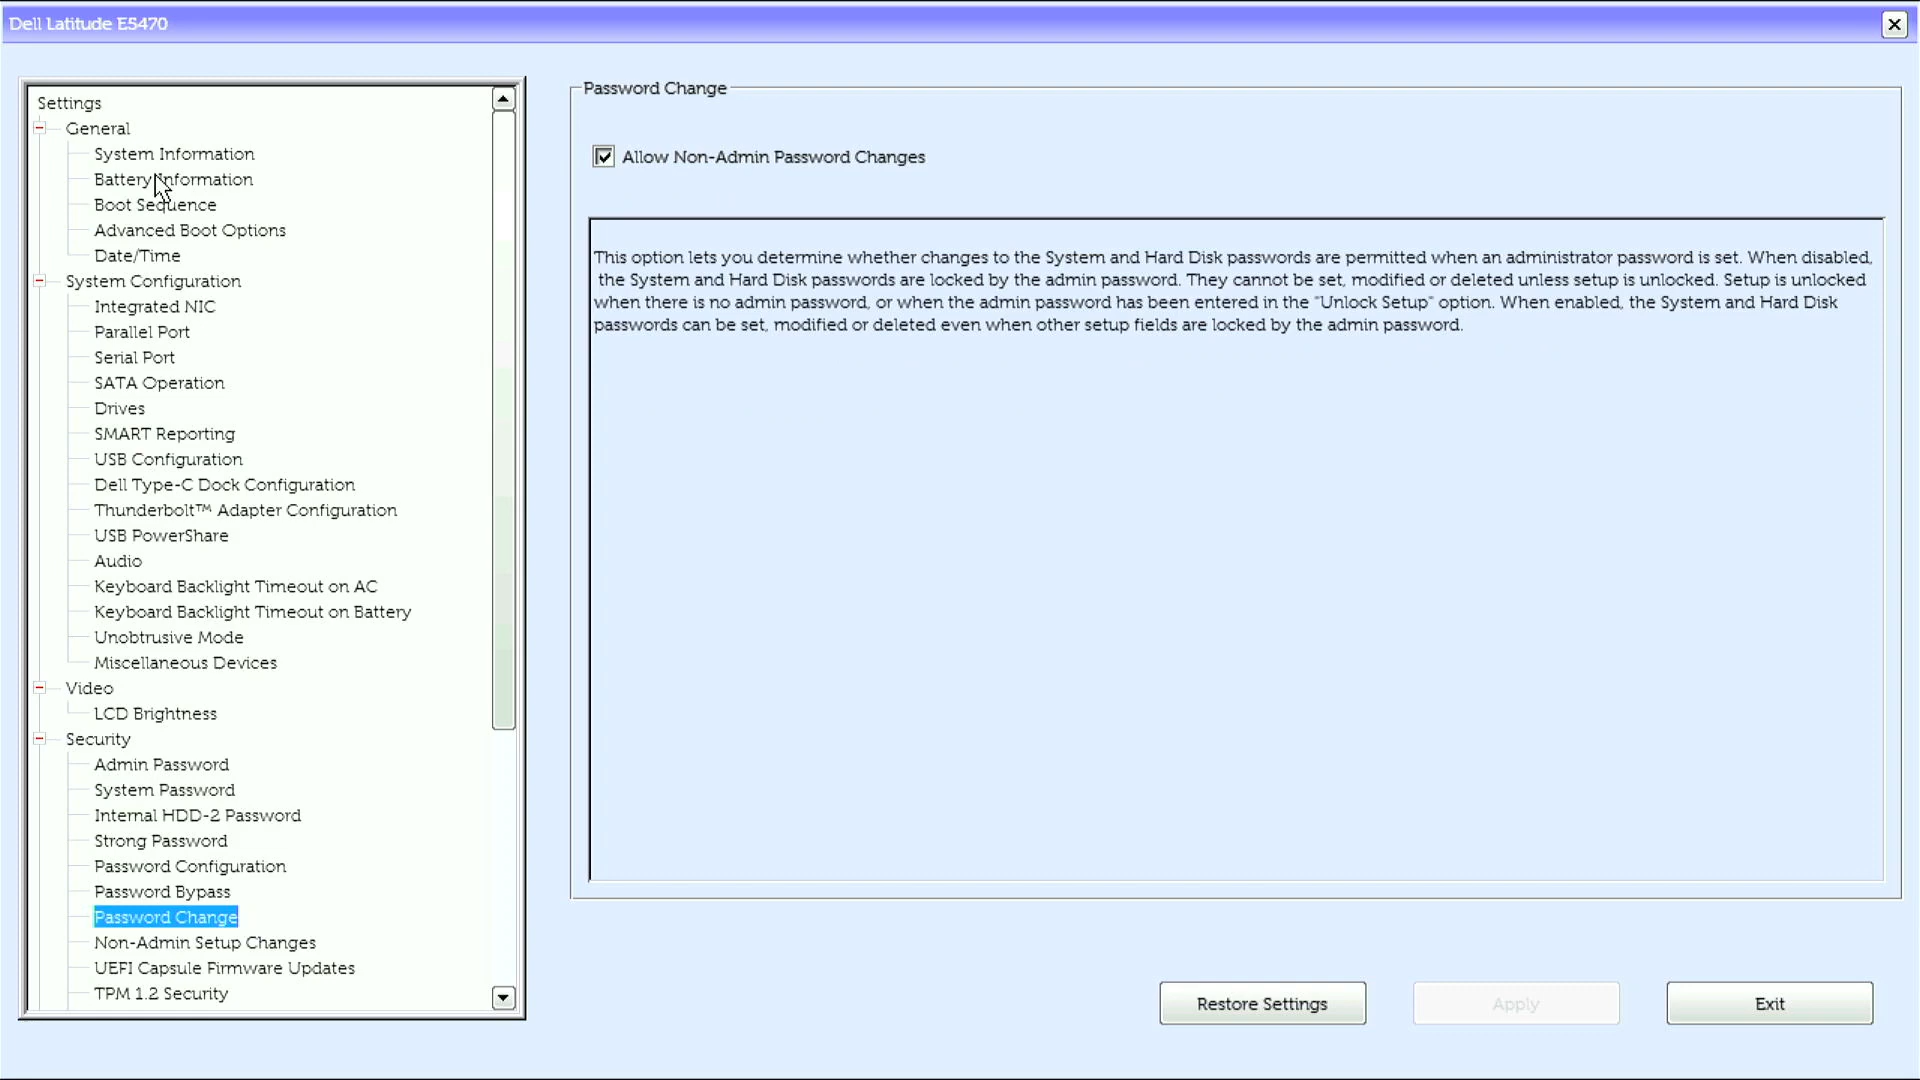 Dell Latitude E5470
Settings
General
System Information
Battery Information
Boot Sequence
Advanced Boot Options
Date/Time
System Configuration
Integrated NIC
Parallel Port
Serial Port
SATA Operation
Drives
SMART Reporting
USB Configuration
Dell Type-C Dock Configuration
Thunderbolt™ Adapter Configuration
USB PowerShare
Audio
Keyboard Backlight Timeout on AC
Keyboard Backlight Timeout on Battery
Unobtrusive Mode
Miscellaneous Devices
Video
LCD Brightness
Security
Admin Password
System Password
Internal HDD-2 Password
Strong Password
Password Configuration
Password Bypass
Password Change
Non-Admin Setup Changes
UEFI Capsule Firmware Updates
TPM 1.2 Security
Password Change
Allow Non-Admin Password Changes
This option lets you determine whether changes to the System and Hard Disk passwords are permitted when an administrator password is set. When disabled,
the System and Hard Disk passwords are locked by the admin password. They cannot be set, modified or deleted unless setup is unlocked. Setup is unlocked
when there is no admin password, or when the admin password has been entered in the "Unlock Setup" option. When enabled, the System and Hard Disk
passwords can be set, modified or deleted even when other setup fields are locked by the admin password.
Restore Settings
Apply
Exit